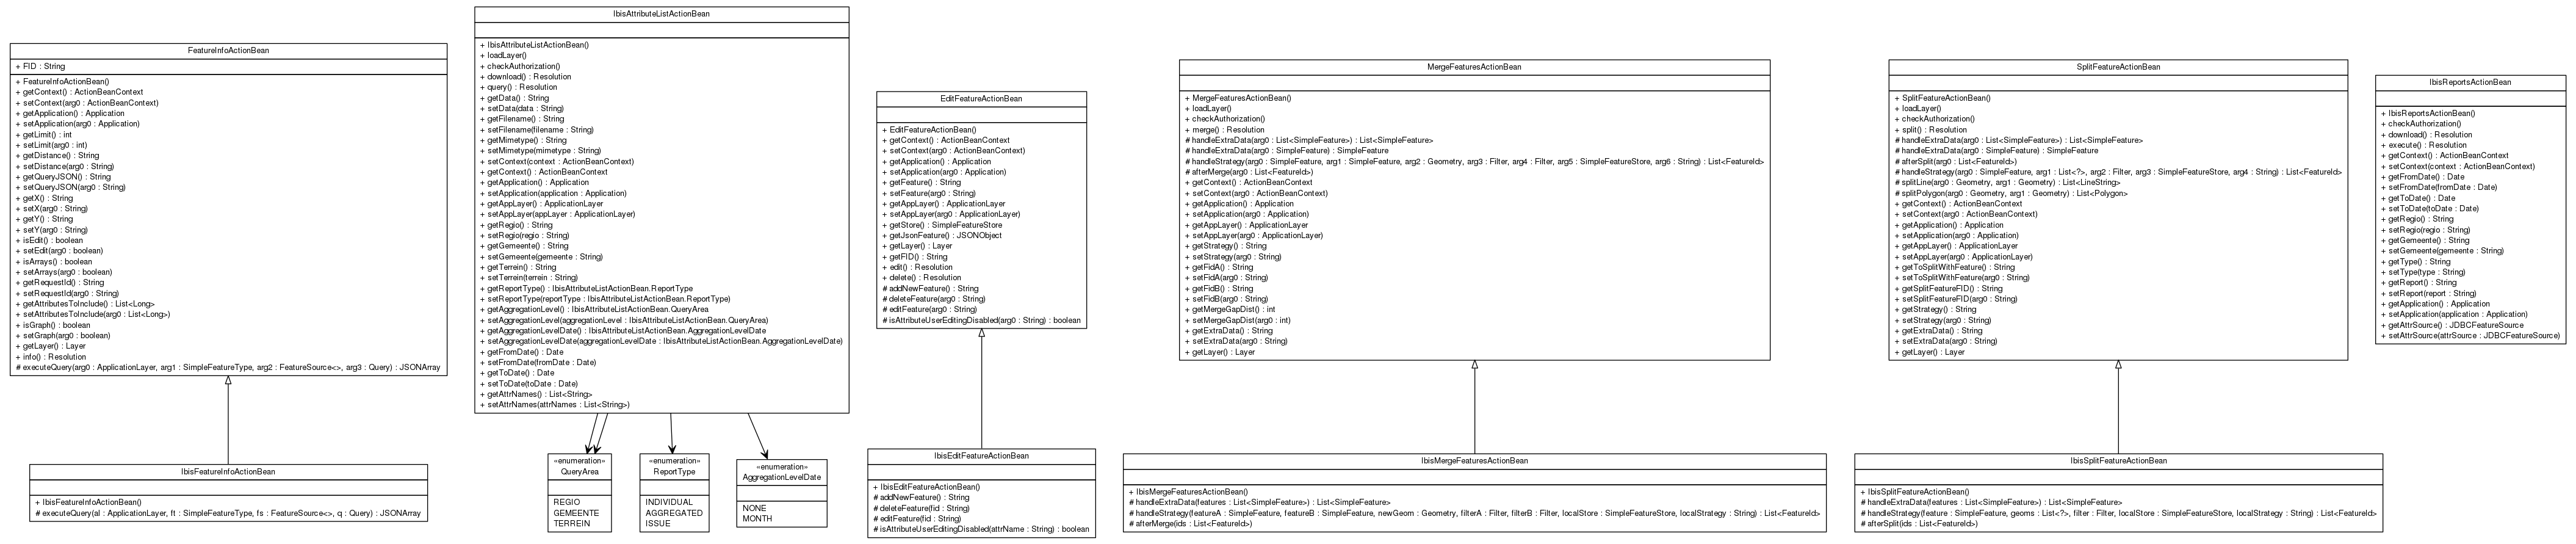 FeatureInfoActionBean
+ FID : String
+ FeatureInfoActionBean()
+ getContext() : ActionBeanContext
+ setContext(arg0 : ActionBeanContext)
+ getApplication() : Application
+ setApplication(arg0 : Application)
+ getLimit() : int
+ setLimit(arg0 : int)
+ getDistance() : String
+ setDistance(arg0 : String)
+ getQueryJSON() : String
+ setQueryJSON(arg0 : String)
+ getX() : String
+ setX(arg0 : String)
+ getY() : String
+ setY(arg0 : String)
+ isEdit() : boolean
+ setEdit(arg0 : boolean)
+ isArrays() : boolean
+ setArrays(arg0 : boolean)
+ getRequestId() : String
+ setRequestId(arg0 : String)
+ getAttributesToInclude() : List<Long>
+ setAttributesToInclude(arg0 : List<Long>)
+ isGraph() : boolean
+ setGraph(arg0 : boolean)
+ getLayer() : Layer
+ info() : Resolution
# executeQuery(arg0 : ApplicationLayer, arg1 : SimpleFeatureType, arg2 : FeatureSource<>, arg3 : Query) : JSONArray
IbisFeatureInfoActionBean
+ IbisFeatureInfoActionBean()
# executeQuery(al : ApplicationLayer, ft : SimpleFeatureType, fs : FeatureSource<>, q : Query) : JSONArray
IbisAttributeListActionBean
+ IbisAttributeListActionBean()
+ loadLayer()
+ checkAuthorization()
+ download() : Resolution
+ query() : Resolution
+ getData() : String
+ setData(data : String)
+ getFilename() : String
+ setFilename(filename : String)
+ getMimetype() : String
+ setMimetype(mimetype : String)
+ setContext(context : ActionBeanContext)
+ getContext() : ActionBeanContext
+ getApplication() : Application
+ setApplication(application : Application)
+ getAppLayer() : ApplicationLayer
+ setAppLayer(appLayer : ApplicationLayer)
+ getRegio() : String
+ setRegio(regio : String)
+ getGemeente() : String
+ setGemeente(gemeente : String)
+ getTerrein() : String
+ setTerrein(terrein : String)
+ getReportType() : IbisAttributeListActionBean.ReportType
+ setReportType(reportType : IbisAttributeListActionBean.ReportType)
+ getAggregationLevel() : IbisAttributeListActionBean.QueryArea
+ setAggregationLevel(aggregationLevel : IbisAttributeListActionBean.QueryArea)
+ getAggregationLevelDate() : IbisAttributeListActionBean.AggregationLevelDate
+ setAggregationLevelDate(aggregationLevelDate : IbisAttributeListActionBean.AggregationLevelDate)
+ getFromDate() : Date
+ setFromDate(fromDate : Date)
+ getToDate() : Date
+ setToDate(toDate : Date)
+ getAttrNames() : List<String>
+ setAttrNames(attrNames : List<String>)
«enumeration»
QueryArea
REGIO
GEMEENTE
TERREIN
«enumeration»
ReportType
INDIVIDUAL
AGGREGATED
ISSUE
«enumeration»
AggregationLevelDate
NONE
MONTH
EditFeatureActionBean
+ EditFeatureActionBean()
+ getContext() : ActionBeanContext
+ setContext(arg0 : ActionBeanContext)
+ getApplication() : Application
+ setApplication(arg0 : Application)
+ getFeature() : String
+ setFeature(arg0 : String)
+ getAppLayer() : ApplicationLayer
+ setAppLayer(arg0 : ApplicationLayer)
+ getStore() : SimpleFeatureStore
+ getJsonFeature() : JSONObject
+ getLayer() : Layer
+ getFID() : String
+ edit() : Resolution
+ delete() : Resolution
# addNewFeature() : String
# deleteFeature(arg0 : String)
# editFeature(arg0 : String)
# isAttributeUserEditingDisabled(arg0 : String) : boolean
IbisEditFeatureActionBean
+ IbisEditFeatureActionBean()
# addNewFeature() : String
# deleteFeature(fid : String)
# editFeature(fid : String)
# isAttributeUserEditingDisabled(attrName : String) : boolean
MergeFeaturesActionBean
+ MergeFeaturesActionBean()
+ loadLayer()
+ checkAuthorization()
+ merge() : Resolution
# handleExtraData(arg0 : List<SimpleFeature>) : List<SimpleFeature>
# handleExtraData(arg0 : SimpleFeature) : SimpleFeature
# handleStrategy(arg0 : SimpleFeature, arg1 : SimpleFeature, arg2 : Geometry, arg3 : Filter, arg4 : Filter, arg5 : SimpleFeatureStore, arg6 : String) : List<FeatureId>
# afterMerge(arg0 : List<FeatureId>)
+ getContext() : ActionBeanContext
+ setContext(arg0 : ActionBeanContext)
+ getApplication() : Application
+ setApplication(arg0 : Application)
+ getAppLayer() : ApplicationLayer
+ setAppLayer(arg0 : ApplicationLayer)
+ getStrategy() : String
+ setStrategy(arg0 : String)
+ getFidA() : String
+ setFidA(arg0 : String)
+ getFidB() : String
+ setFidB(arg0 : String)
+ getMergeGapDist() : int
+ setMergeGapDist(arg0 : int)
+ getExtraData() : String
+ setExtraData(arg0 : String)
+ getLayer() : Layer
IbisMergeFeaturesActionBean
+ IbisMergeFeaturesActionBean()
# handleExtraData(features : List<SimpleFeature>) : List<SimpleFeature>
# handleStrategy(featureA : SimpleFeature, featureB : SimpleFeature, newGeom : Geometry, filterA : Filter, filterB : Filter, localStore : SimpleFeatureStore, localStrategy : String) : List<FeatureId>
# afterMerge(ids : List<FeatureId>)
SplitFeatureActionBean
+ SplitFeatureActionBean()
+ loadLayer()
+ checkAuthorization()
+ split() : Resolution
# handleExtraData(arg0 : List<SimpleFeature>) : List<SimpleFeature>
# handleExtraData(arg0 : SimpleFeature) : SimpleFeature
# afterSplit(arg0 : List<FeatureId>)
# handleStrategy(arg0 : SimpleFeature, arg1 : List<?>, arg2 : Filter, arg3 : SimpleFeatureStore, arg4 : String) : List<FeatureId>
# splitLine(arg0 : Geometry, arg1 : Geometry) : List<LineString>
# splitPolygon(arg0 : Geometry, arg1 : Geometry) : List<Polygon>
+ getContext() : ActionBeanContext
+ setContext(arg0 : ActionBeanContext)
+ getApplication() : Application
+ setApplication(arg0 : Application)
+ getAppLayer() : ApplicationLayer
+ setAppLayer(arg0 : ApplicationLayer)
+ getToSplitWithFeature() : String
+ setToSplitWithFeature(arg0 : String)
+ getSplitFeatureFID() : String
+ setSplitFeatureFID(arg0 : String)
+ getStrategy() : String
+ setStrategy(arg0 : String)
+ getExtraData() : String
+ setExtraData(arg0 : String)
+ getLayer() : Layer
IbisSplitFeatureActionBean
+ IbisSplitFeatureActionBean()
# handleExtraData(features : List<SimpleFeature>) : List<SimpleFeature>
# handleStrategy(feature : SimpleFeature, geoms : List<?>, filter : Filter, localStore : SimpleFeatureStore, localStrategy : String) : List<FeatureId>
# afterSplit(ids : List<FeatureId>)
IbisReportsActionBean
+ IbisReportsActionBean()
+ checkAuthorization()
+ download() : Resolution
+ execute() : Resolution
+ getContext() : ActionBeanContext
+ setContext(context : ActionBeanContext)
+ getFromDate() : Date
+ setFromDate(fromDate : Date)
+ getToDate() : Date
+ setToDate(toDate : Date)
+ getRegio() : String
+ setRegio(regio : String)
+ getGemeente() : String
+ setGemeente(gemeente : String)
+ getType() : String
+ setType(type : String)
+ getReport() : String
+ setReport(report : String)
+ getApplication() : Application
+ setApplication(application : Application)
+ getAttrSource() : JDBCFeatureSource
+ setAttrSource(attrSource : JDBCFeatureSource)